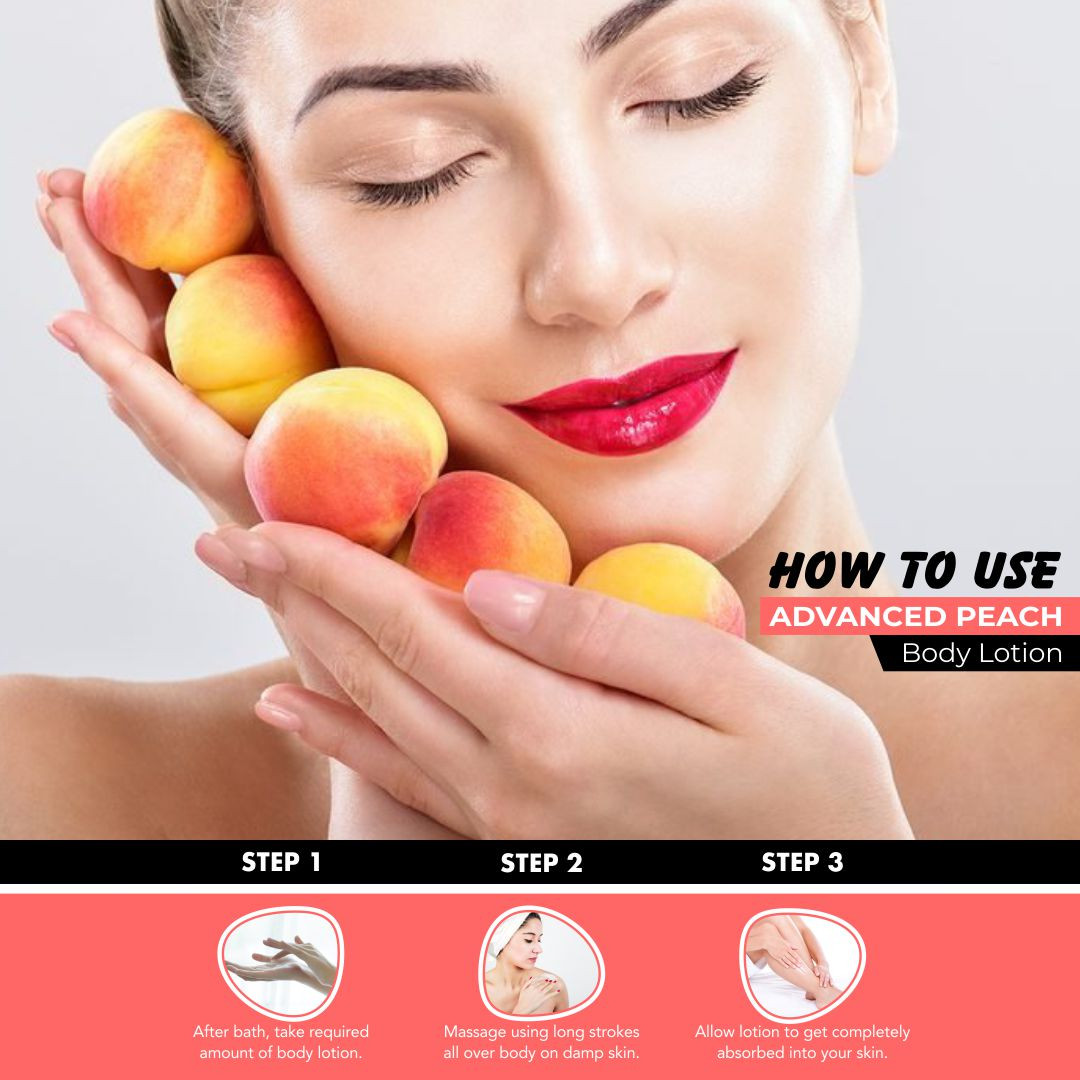 HOW TO USE
ADVANCED PEACH
Body Lotion
STEP 1
STEP 2
STEP 3
After bath, take required
amount of body lotion.
Massage using long strokes
all over body on damp skin.
Allow lotion to get completely
absorbed into your skin.